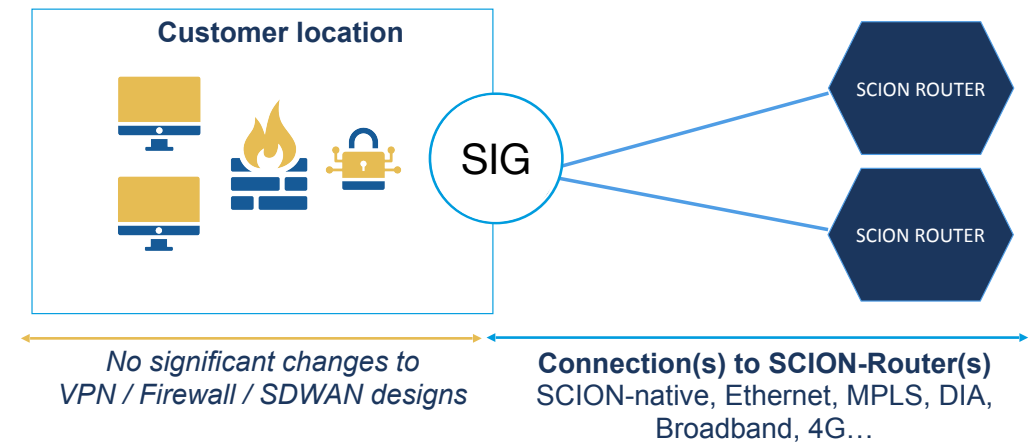 Customer location
SIG
SCION ROUTER
SCION ROUTER
No significant changes to
VPN / Firewall / SDWAN designs
Connection(s) to SCION-Router(s)
SCION-native, Ethernet, MPLS, DIA,
Broadband, 4G…